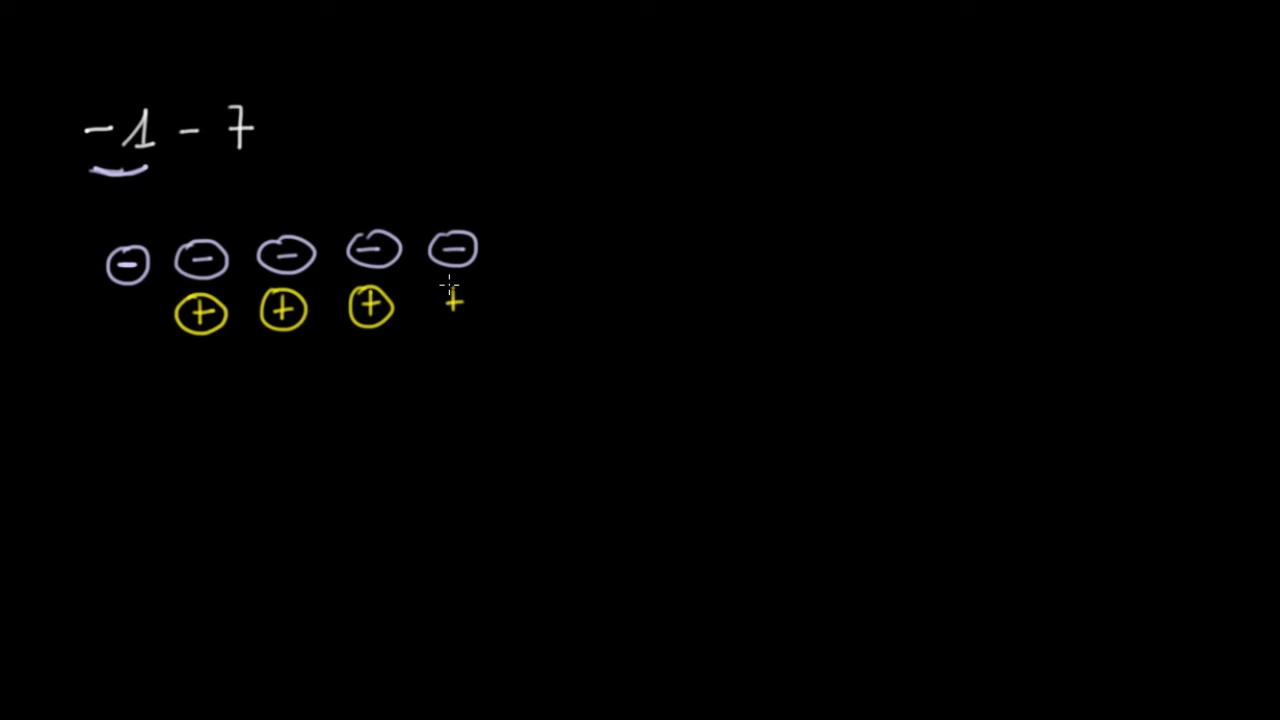 -1 - 7
- - - - -
+ + + +